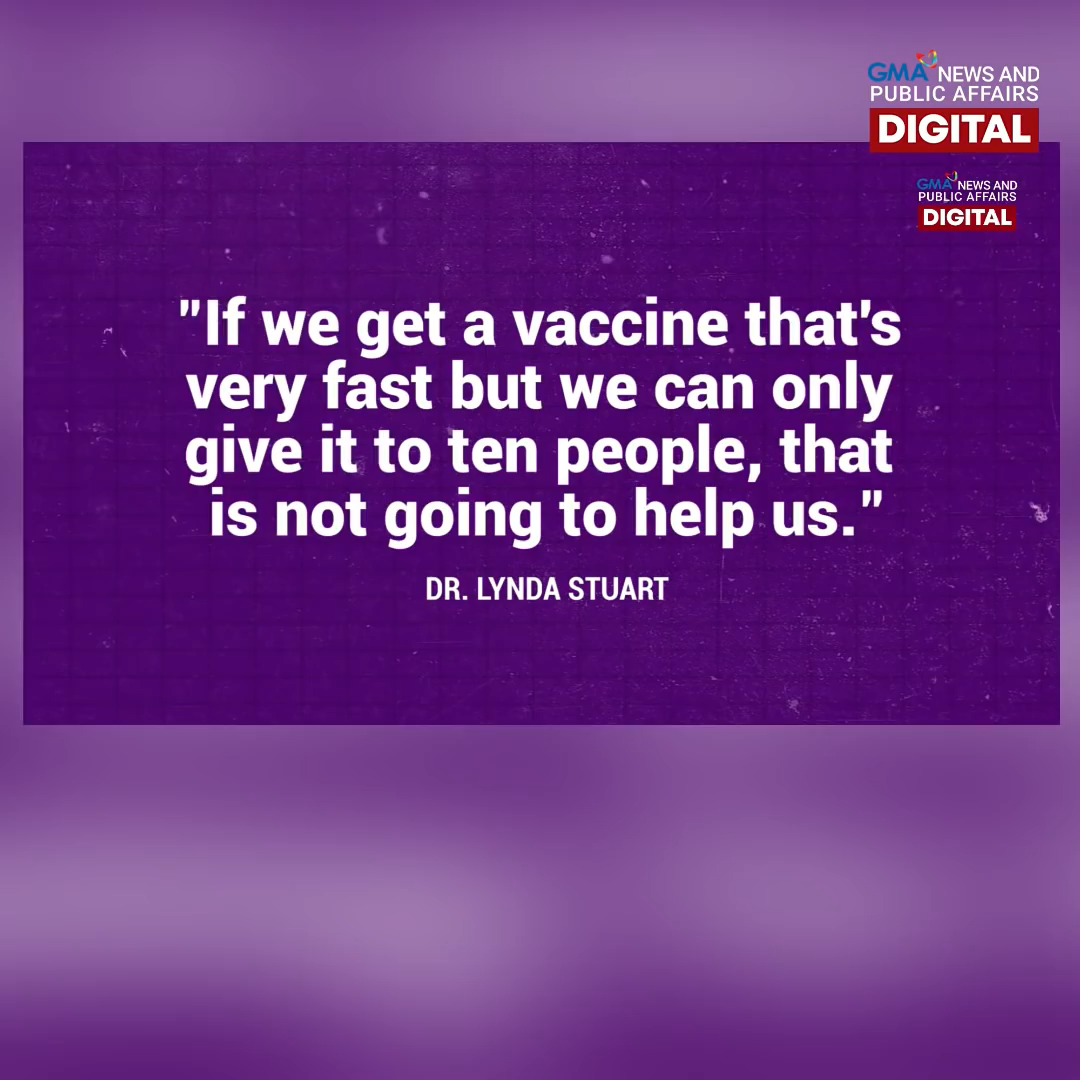 GMA NEWS AND
PUBLIC AFFAIRS
DIGITAL
GMA NEWS AND
PUBLIC AFFAIRS
DIGITAL
"If we get a vaccine that's
very fast but we can only
give it to ten people, that
is not going to help us."
DR. LYNDA STUART